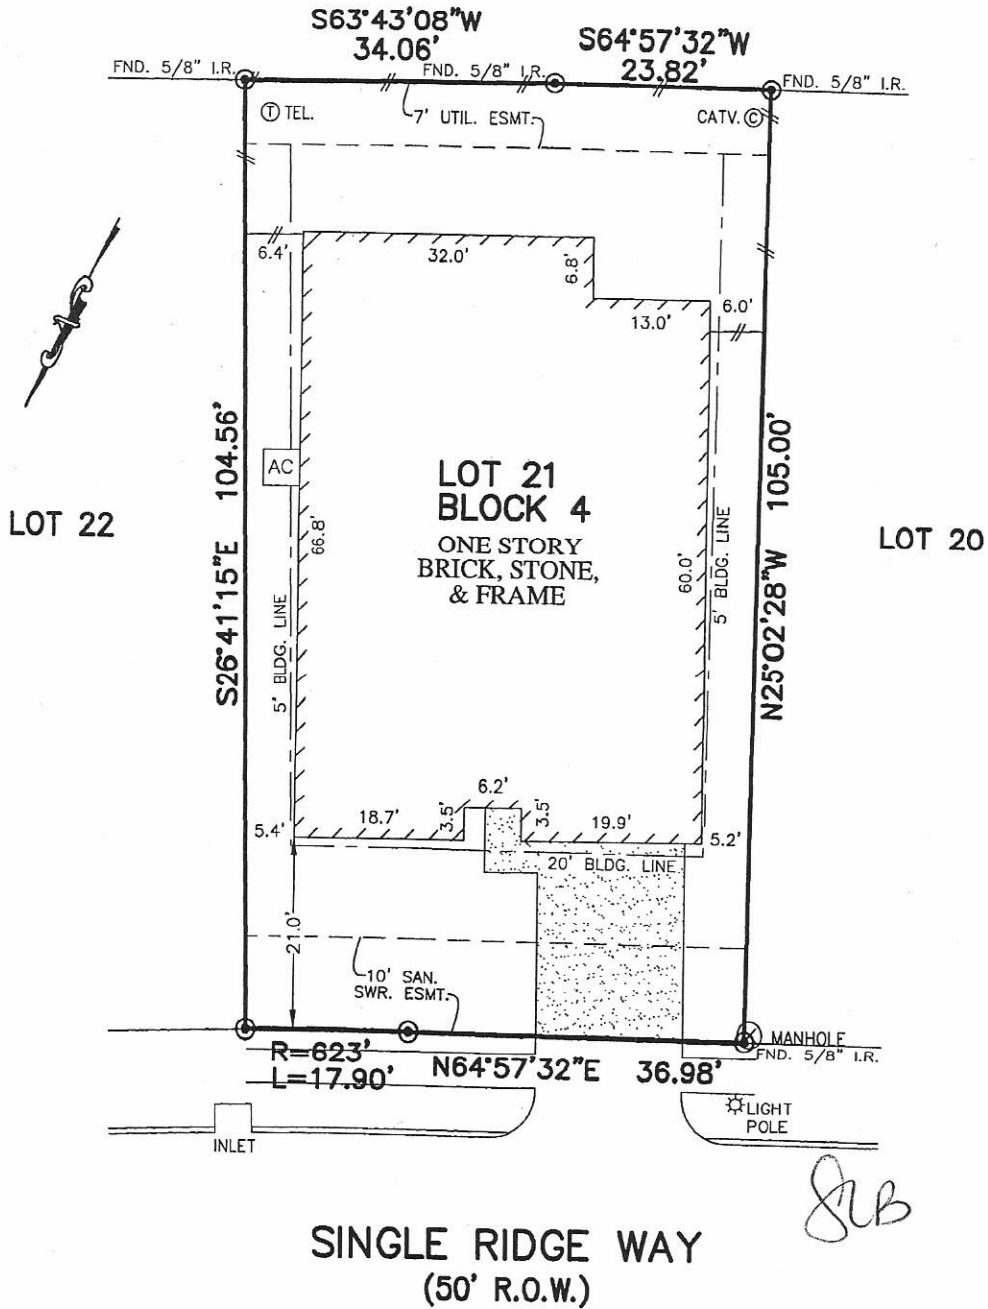 S63°43'08"W
34.06'
S64°57'32"W
23.82'
FND. 5/8" I.R.
FND. 5/8" I.R.
FND. 5/8" I.R.
Ⓣ TEL.
7' UTIL. ESMT.
CATV. Ⓒ
6.4'
32.0'
6.8'
13.0'
6.0'
S26°41'15"E 104.56'
AC
66.8'
5' BLDG. LINE
LOT 22
LOT 21
BLOCK 4
ONE STORY
BRICK, STONE,
& FRAME
60.0'
5' BLDG. LINE
N25°02'28"W 105.00'
LOT 20
5.4'
18.7'
3.5'
6.2'
3.5'
19.9'
5.2'
20' BLDG. LINE
21.0'
10' SAN.
SWR. ESMT.
R=623'
L=17.90'
N64°57'32"E 36.98'
MANHOLE
FND. 5/8" I.R.
INLET
LIGHT
POLE
SINGLE RIDGE WAY
(50' R.O.W.)